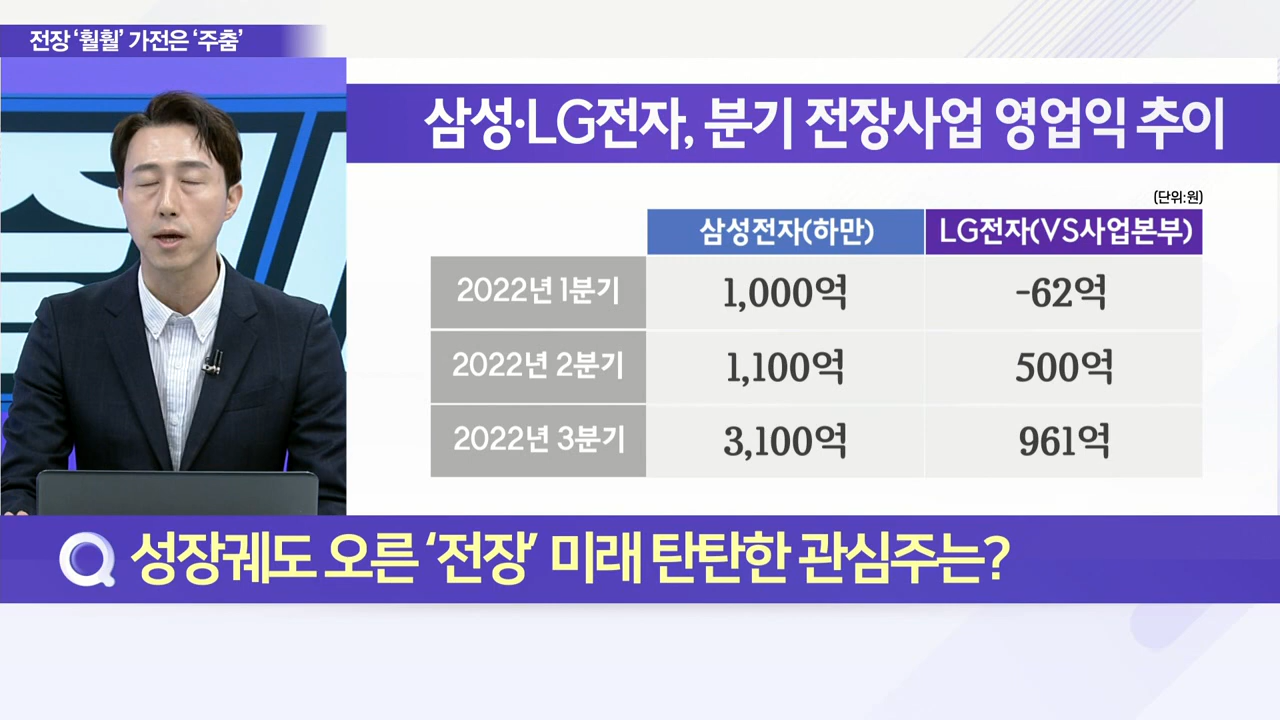 전장 ‘훨훨’ 가전은 ‘주춤’
삼성·LG전자, 분기 전장사업 영업익 추이
(단위:원)
삼성전자(하만) LG전자(VS사업본부)
2022년 1분기 1,000억 -62억
2022년 2분기 1,100억 500억
2022년 3분기 3,100억 961억
Q 성장궤도 오른 ‘전장’ 미래 탄탄한 관심주는?